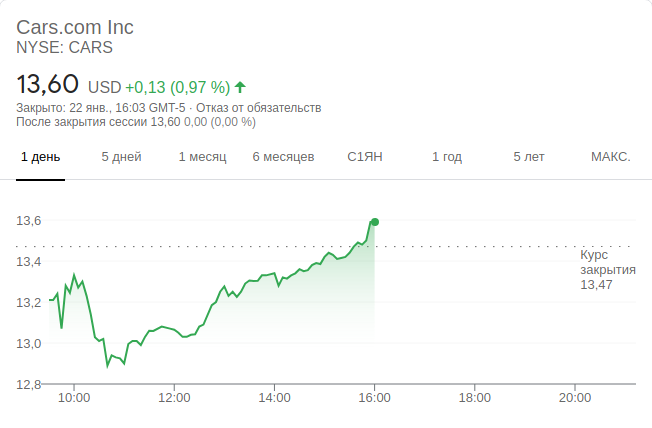 Cars.com Inc
NYSE: CARS
13,60 USD +0,13 (0,97 %)
Закрыто: 22 янв., 16:03 GMT-5 · Отказ от обязательств
После закрытия сессии 13,60 0,00 (0,00 %)
1 день 5 дней 1 месяц 6 месяцев С1ЯН 1 год 5 лет МАКС.
13,6
Курс
закрытия
13,47
13,4
13,2
13,0
12,8
10:00 12:00 14:00 16:00 18:00 20:00